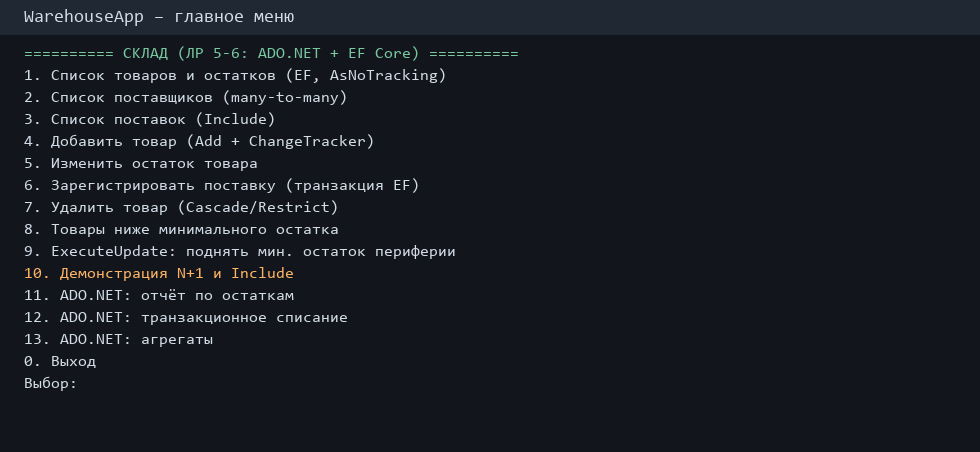 WarehouseApp – главное меню
========== СКЛАД (ЛР 5-6: ADO.NET + EF Core) ==========
1. Список товаров и остатков (EF, AsNoTracking)
2. Список поставщиков (many-to-many)
3. Список поставок (Include)
4. Добавить товар (Add + ChangeTracker)
5. Изменить остаток товара
6. Зарегистрировать поставку (транзакция EF)
7. Удалить товар (Cascade/Restrict)
8. Товары ниже минимального остатка
9. ExecuteUpdate: поднять мин. остаток периферии
10. Демонстрация N+1 и Include
11. ADO.NET: отчёт по остаткам
12. ADO.NET: транзакционное списание
13. ADO.NET: агрегаты
0. Выход
Выбор: